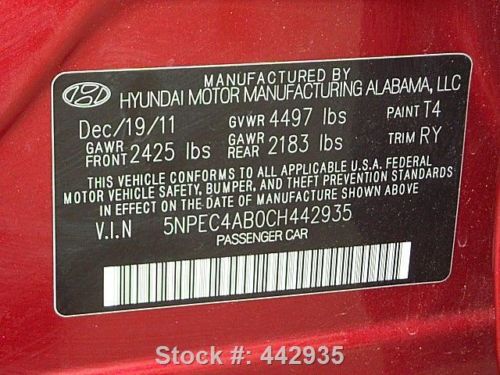 MANUFACTURED BY
HYUNDAI MOTOR MANUFACTURING ALABAMA, LLC
Dec/19/11 GVWR 4497 lbs PAINT T4
GAWR FRONT 2425 lbs GAWR REAR 2183 lbs TRIM RY
THIS VEHICLE CONFORMS TO ALL APPLICABLE U.S.A. FEDERAL
MOTOR VEHICLE SAFETY, BUMPER, AND THEFT PREVENTION STANDARDS
IN EFFECT ON THE DATE OF MANUFACTURE SHOWN ABOVE
V.I.N 5NPEC4AB0CH442935
PASSENGER CAR
Stock #: 442935